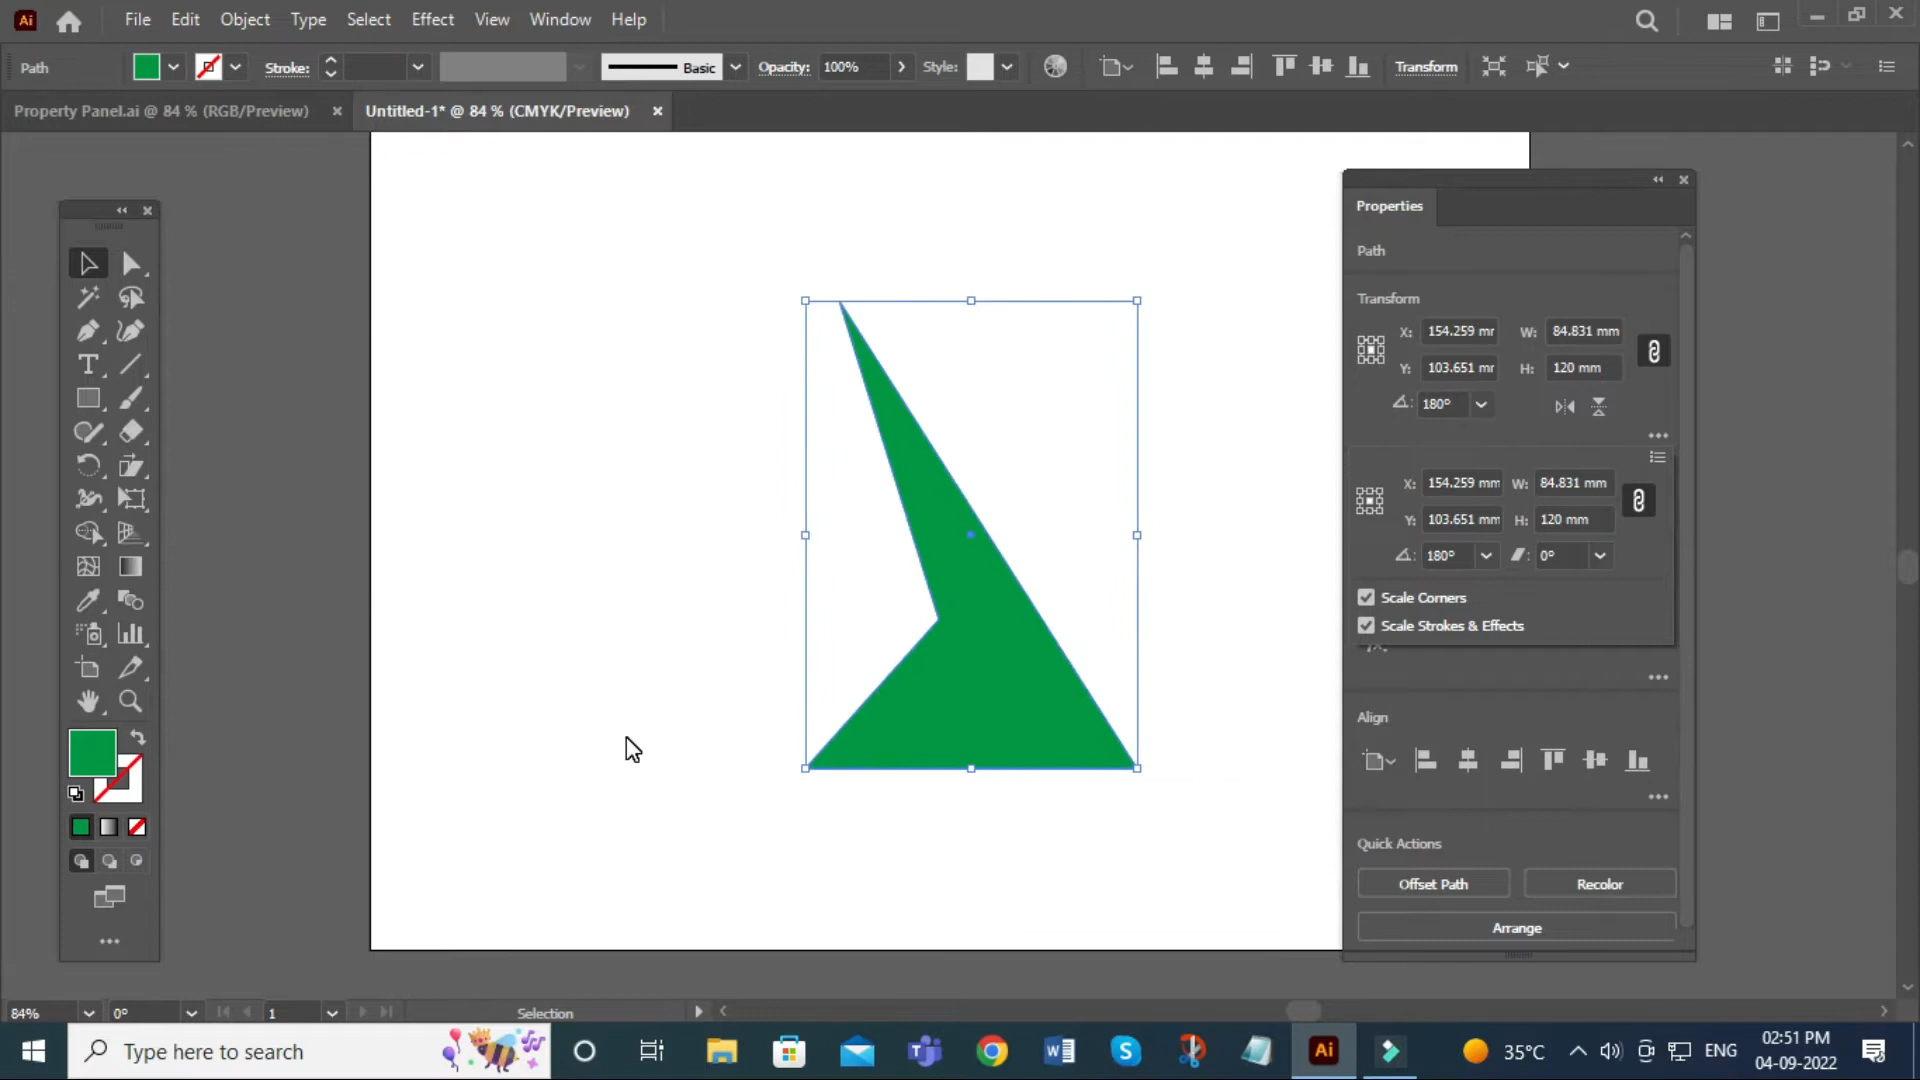 Ai File Edit Object Type Select Effect View Window Help
Path Stroke: Basic Opacity: 100% Style: Transform
Property Panel.ai @ 84 % (RGB/Preview) × Untitled-1* @ 84 % (CMYK/Preview) ×
Properties
Path
Transform
X: 154.259 mr W: 84.831 mm
Y: 103.651 mr H: 120 mm
180°
X: 154.259 mm W: 84.831 mm
Y: 103.651 mm H: 120 mm
180° 0°
Scale Corners
Scale Strokes & Effects
Align
Quick Actions
Offset Path Recolor
Arrange
84% 0° 1 Selection
Type here to search Ai 35°C ENG 02:51 PM
04-09-2022